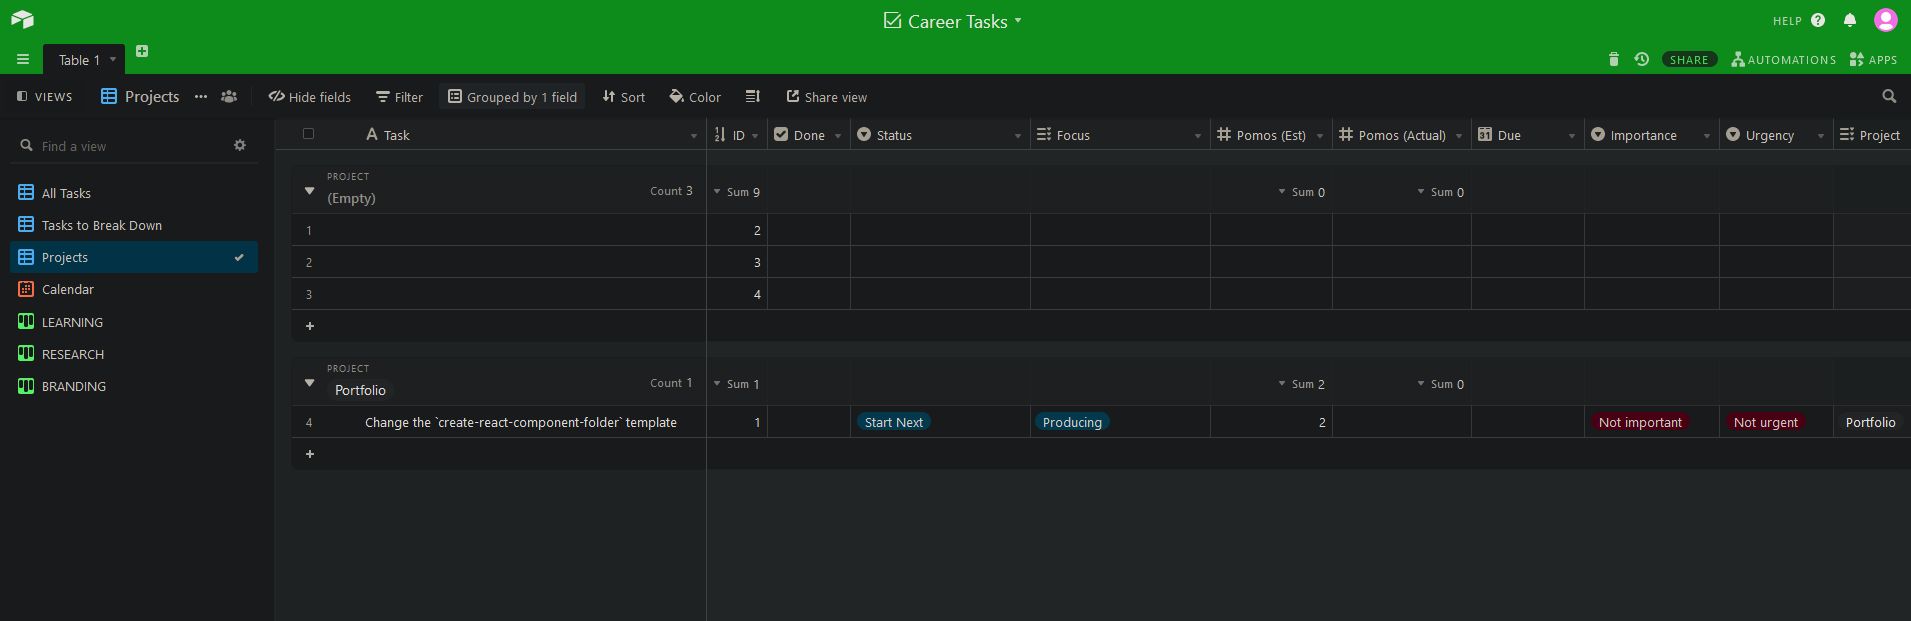 Career Tasks
HELP ?
Table 1
SHARE AUTOMATIONS APPS
VIEWS Projects ... Hide fields Filter Grouped by 1 field Sort Color Share view
Find a view
All Tasks
Tasks to Break Down
Projects
Calendar
LEARNING
RESEARCH
BRANDING
A Task ID Done Status Focus # Pomos (Est) # Pomos (Actual) 31 Due Importance Urgency Project
PROJECT
(Empty) Count 3 Sum 9 Sum 0 Sum 0
1 2
2 3
3 4
+
PROJECT
Portfolio Count 1 Sum 1 Sum 2 Sum 0
4 Change the `create-react-component-folder` template 1 Start Next Producing 2 Not important Not urgent Portfolio
+